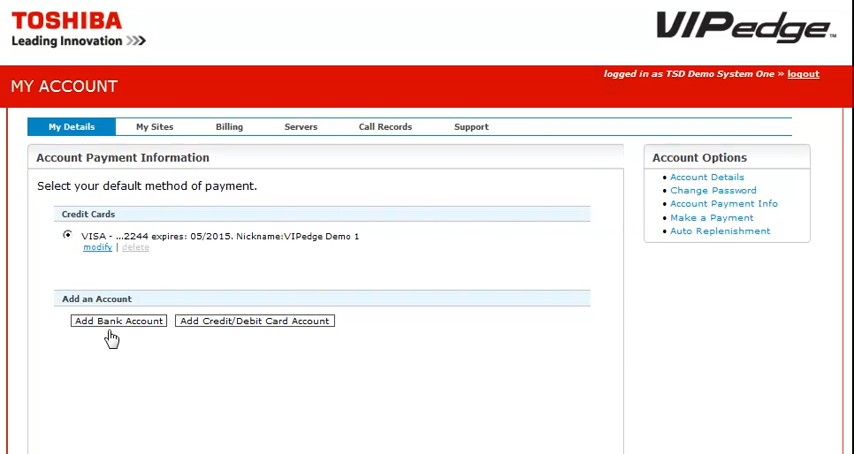 TOSHIBA
Leading Innovation >>>
VIPedge™
MY ACCOUNT
logged in as TSD Demo System One » logout
My Details My Sites Billing Servers Call Records Support
Account Payment Information
Select your default method of payment.
Credit Cards
VISA - ...2244 expires: 05/2015. Nickname:VIPedge Demo 1
modify | delete
Add an Account
Add Bank Account Add Credit/Debit Card Account
Account Options
• Account Details
• Change Password
• Account Payment Info
• Make a Payment
• Auto Replenishment